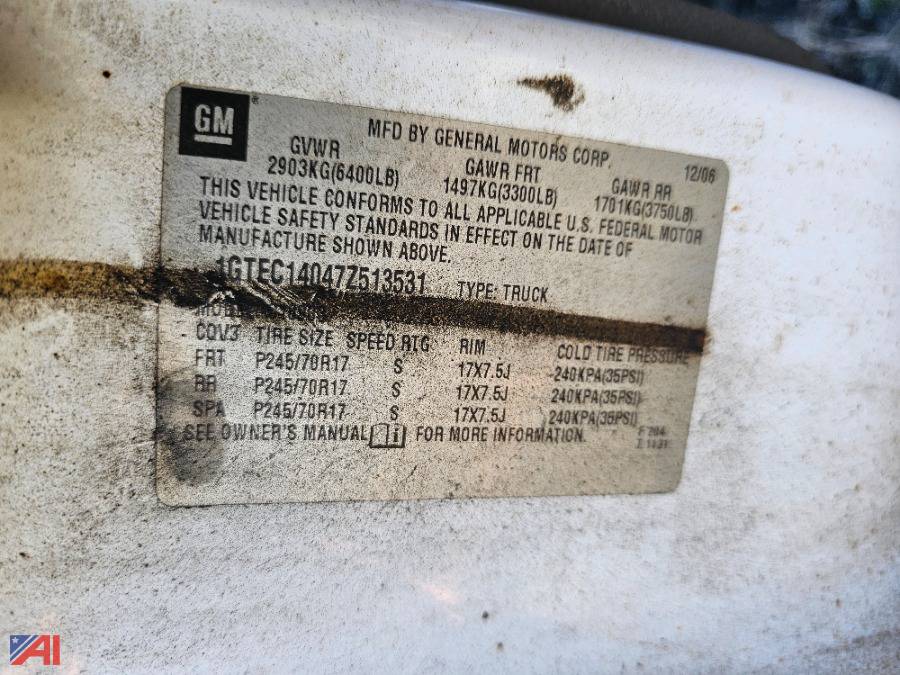 GM
MFD BY GENERAL MOTORS CORP.
12/06
GVWR GAWR FRT GAWR RR
2903KG(6400LB) 1497KG(3300LB) 1701KG(3750LB)
THIS VEHICLE CONFORMS TO ALL APPLICABLE U.S. FEDERAL MOTOR
VEHICLE SAFETY STANDARDS IN EFFECT ON THE DATE OF
MANUFACTURE SHOWN ABOVE.
1GTEC14047Z513531 TYPE: TRUCK
TIRE SIZE SPEED RTG RIM COLD TIRE PRESSURE
FRT P245/70R17 S 17X7.5J 240KPA(35PSI)
RR P245/70R17 S 17X7.5J 240KPA(35PSI)
SPA P245/70R17 S 17X7.5J 240KPA(35PSI)
SEE OWNER'S MANUAL FOR MORE INFORMATION.
AI